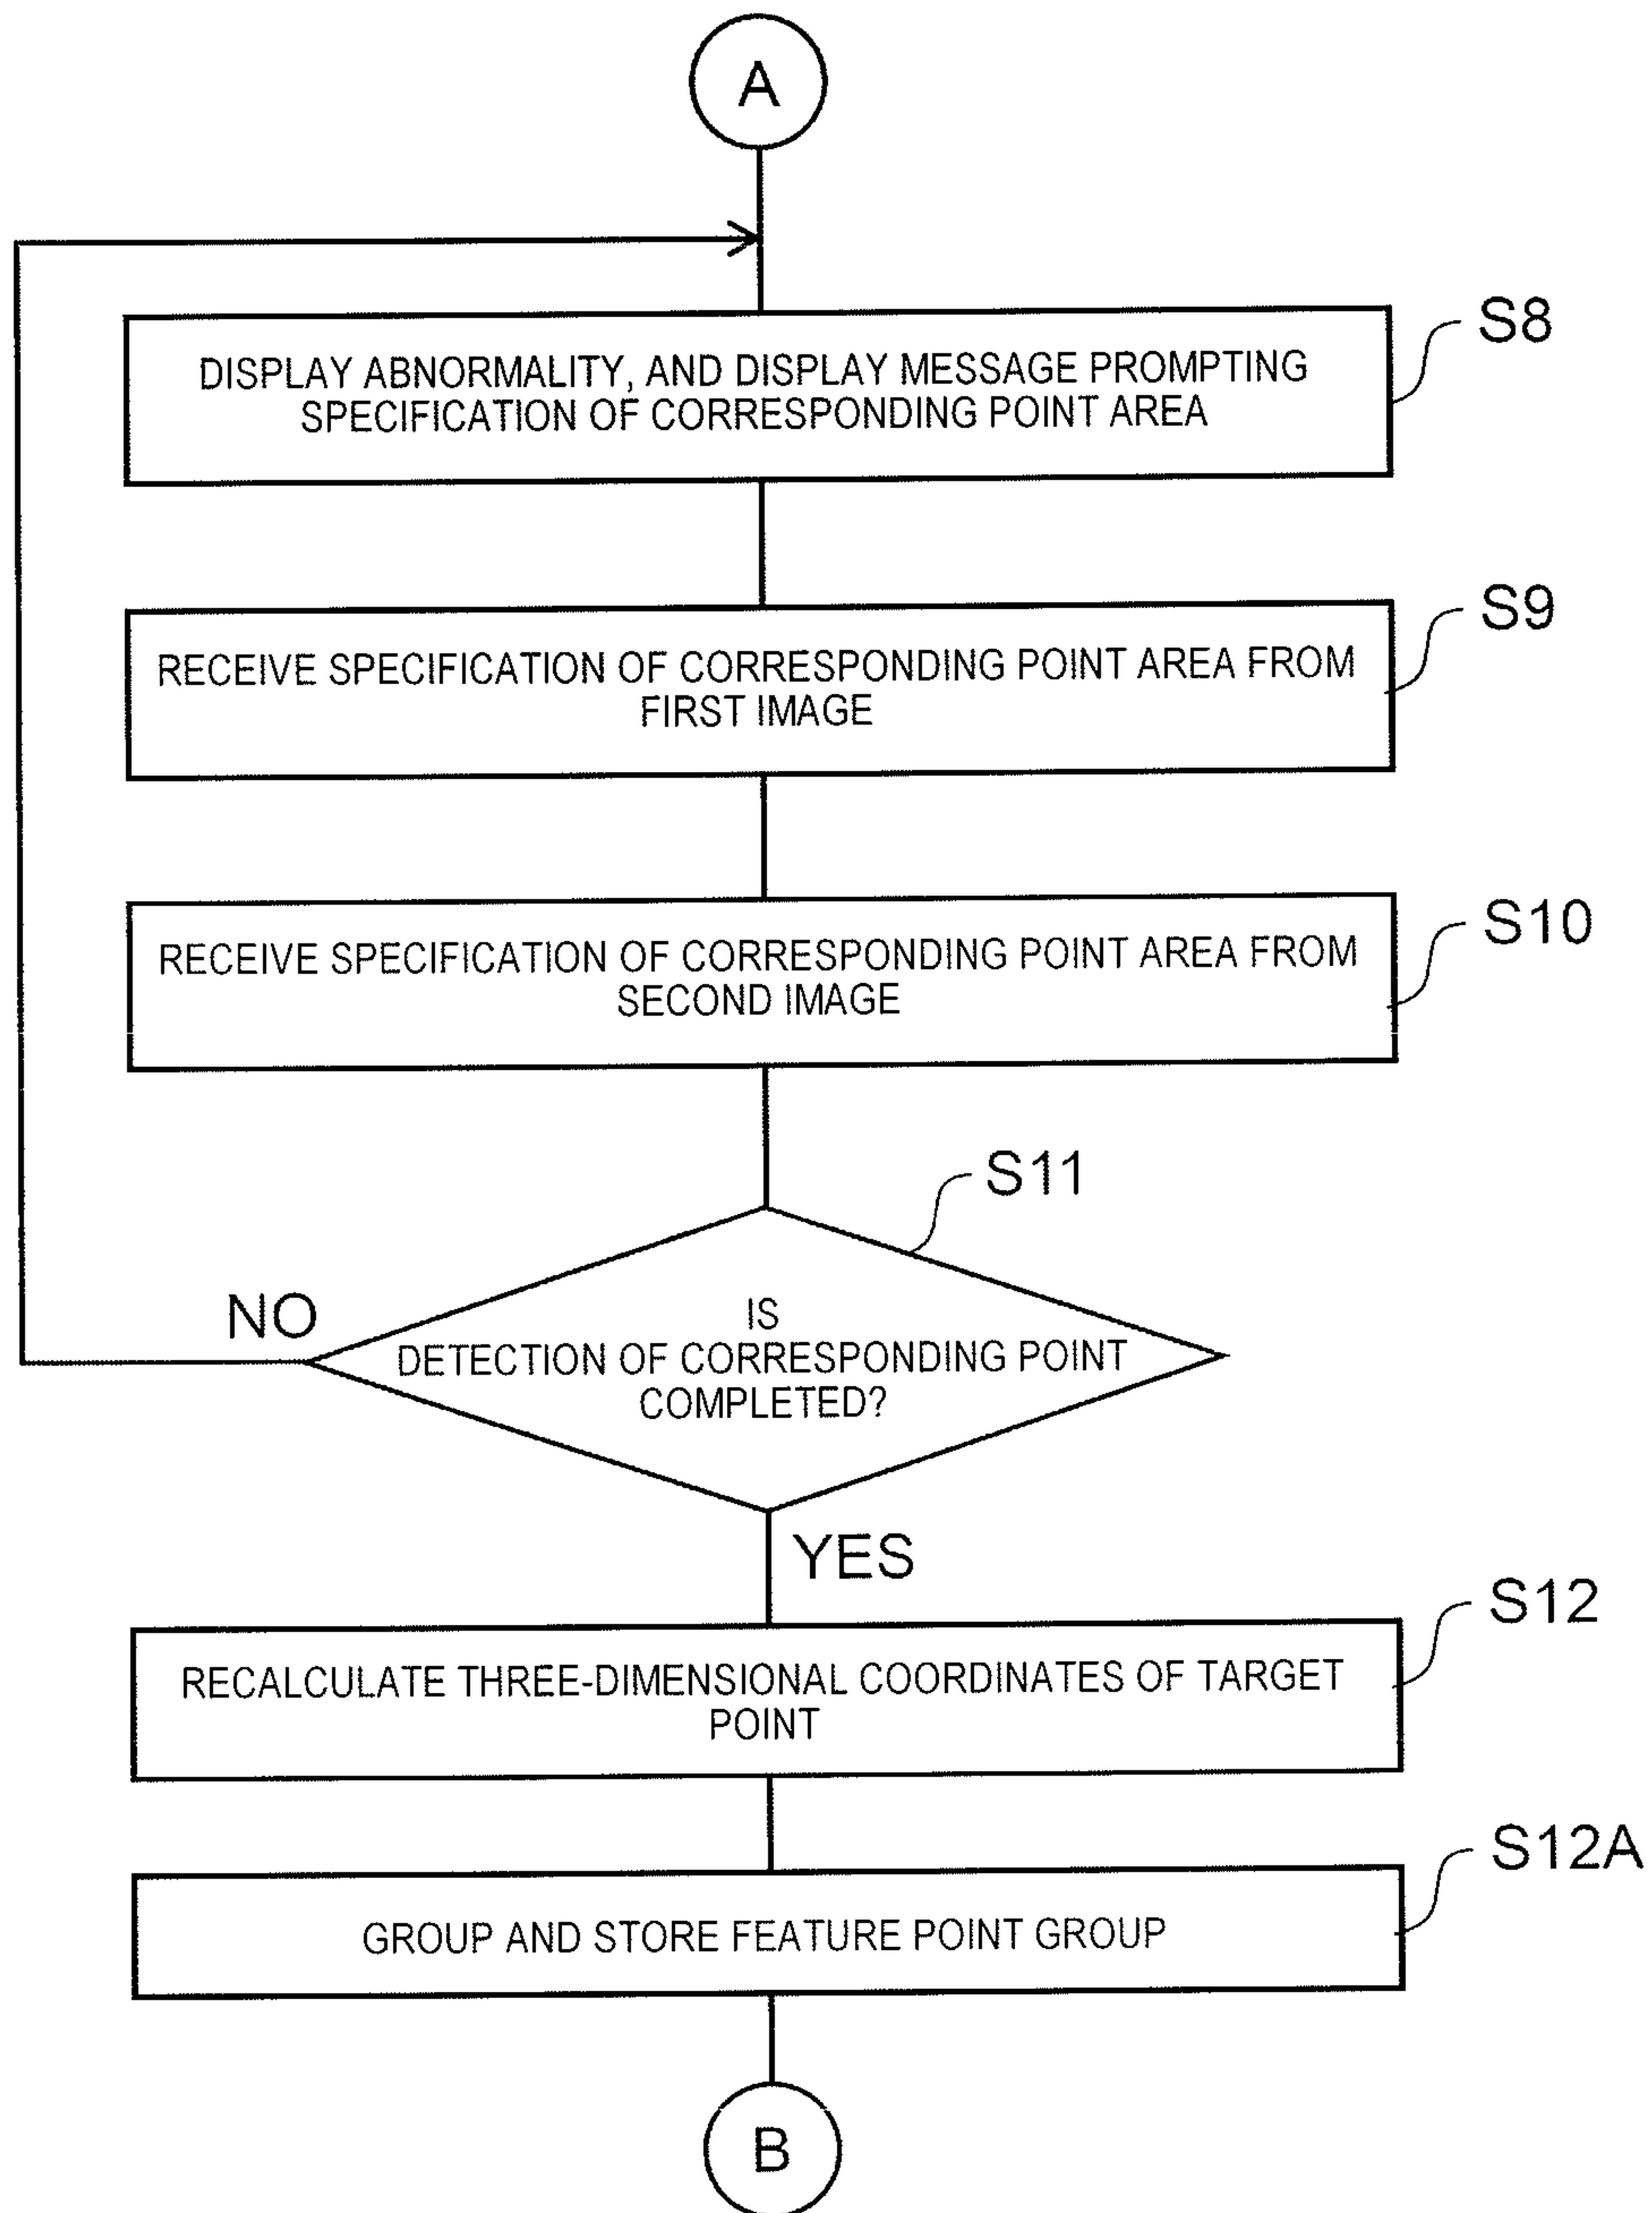 A
S8
DISPLAY ABNORMALITY, AND DISPLAY MESSAGE PROMPTING
SPECIFICATION OF CORRESPONDING POINT AREA
S9
RECEIVE SPECIFICATION OF CORRESPONDING POINT AREA FROM
FIRST IMAGE
S10
RECEIVE SPECIFICATION OF CORRESPONDING POINT AREA FROM
SECOND IMAGE
S11
NO
IS
DETECTION OF CORRESPONDING POINT
COMPLETED?
YES
S12
RECALCULATE THREE-DIMENSIONAL COORDINATES OF TARGET
POINT
S12A
GROUP AND STORE FEATURE POINT GROUP
B